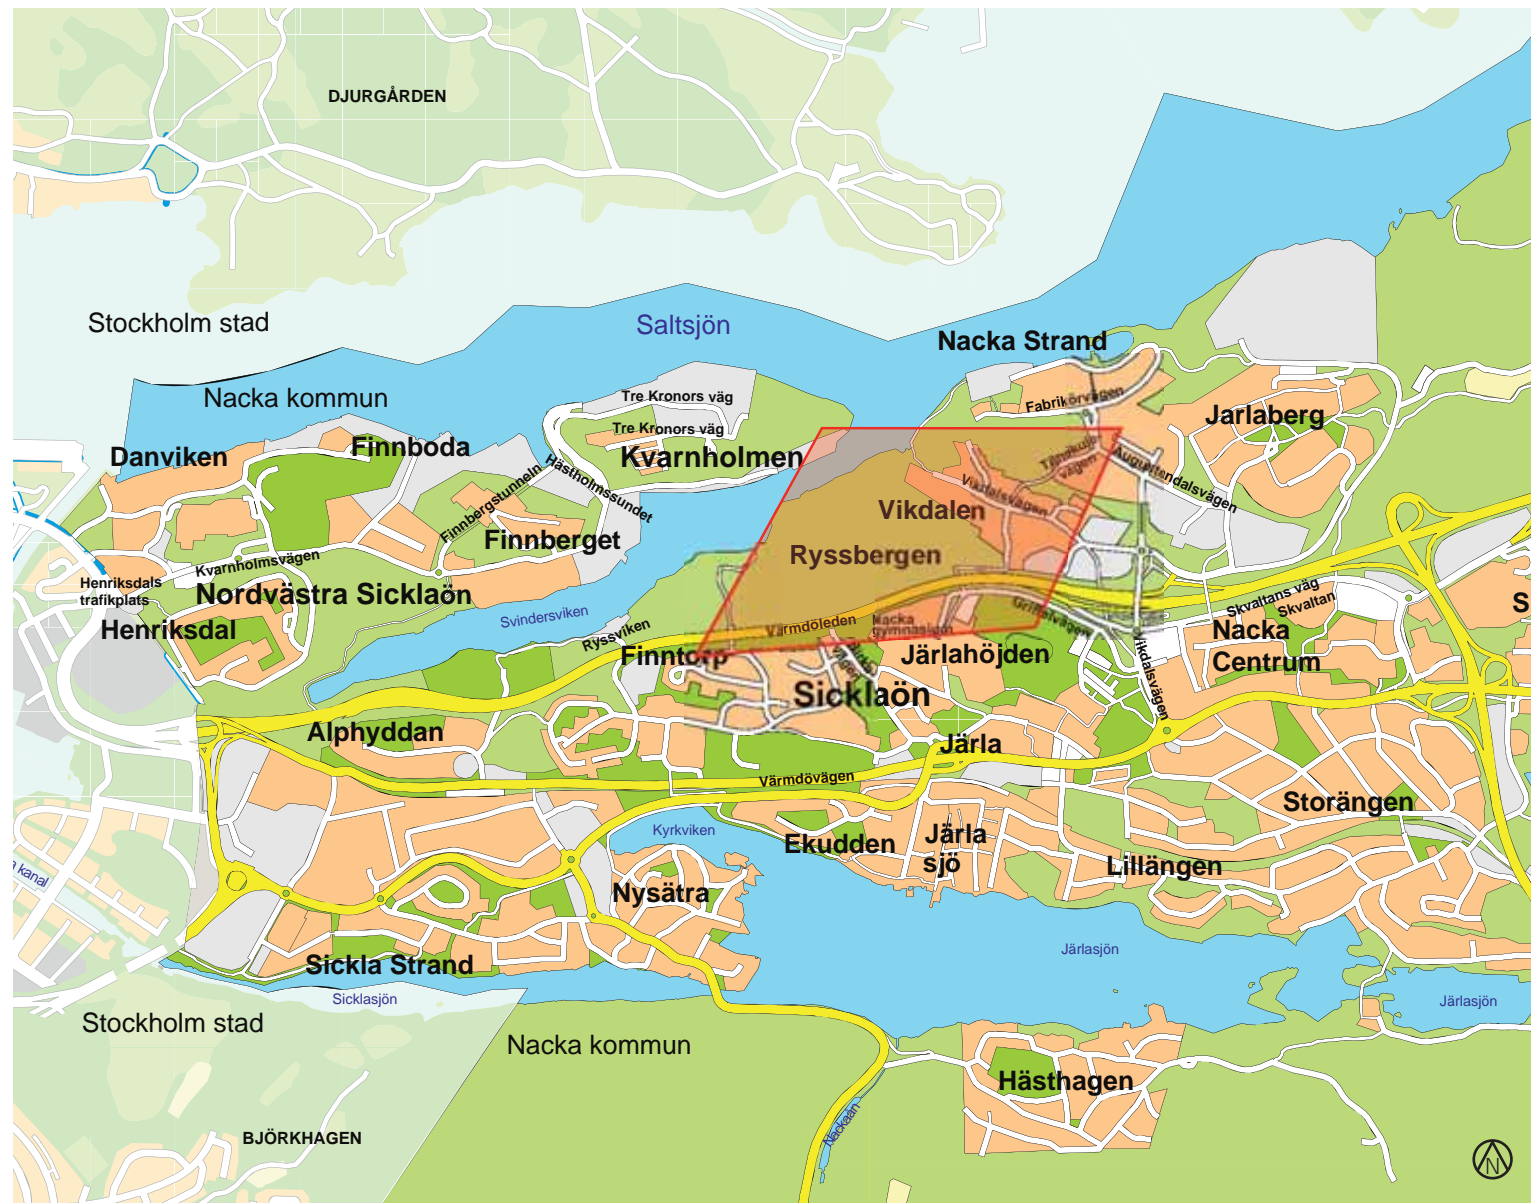 DJURGÅRDEN
Stockholm stad
Saltsjön
Nacka Strand
Nacka kommun
Tre Kronors väg
Fabrikörvägen
Jarlaberg
Tre Kronors väg
Finnboda
Danviken
Kvarnholmen
Augustendalsvägen
Hästholmssundet
Vikdalsvägen
Finnbergstunneln
Vikdalen
Finnberget
Ryssbergen
Kvarnholmsvägen
Henriksdals
trafikplats
Nordvästra Sicklaön
Skvaltans väg
Skvaltan
S
Svindersviken
Griffelvägen
Värmdöleden
Nacka
gymnasium
Henriksdal
Ryssviken
Nacka
Centrum
Finntorp
Järlahöjden
Vikdalsvägen
Sicklaön
Alphyddan
Järla
Värmdövägen
Storängen
Kyrkviken
Ekudden
Järla
sjö
Lillängen
a kanal
Nysätra
Järlasjön
Sickla Strand
Sicklasjön
Järlasjön
Stockholm stad
Nacka kommun
Hästhagen
Nackaån
BJÖRKHAGEN
N